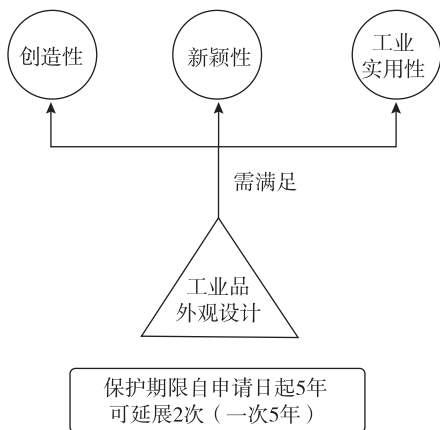 创造性
新颖性
工业
实用性
需满足
工业品
外观设计
保护期限自申请日起5年
可延展2次（一次5年）